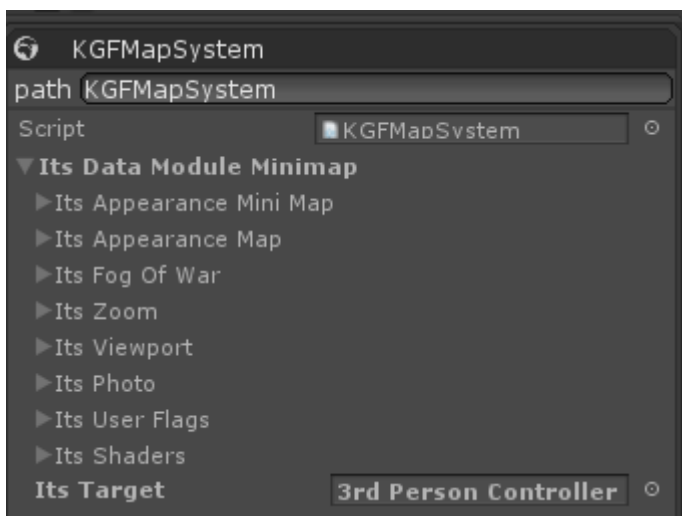 KGFMapSystem
path KGFMapSystem
Script KGFMapSystem
Its Data Module Minimap
Its Appearance Mini Map
Its Appearance Map
Its Fog Of War
Its Zoom
Its Viewport
Its Photo
Its User Flags
Its Shaders
Its Target 3rd Person Controller